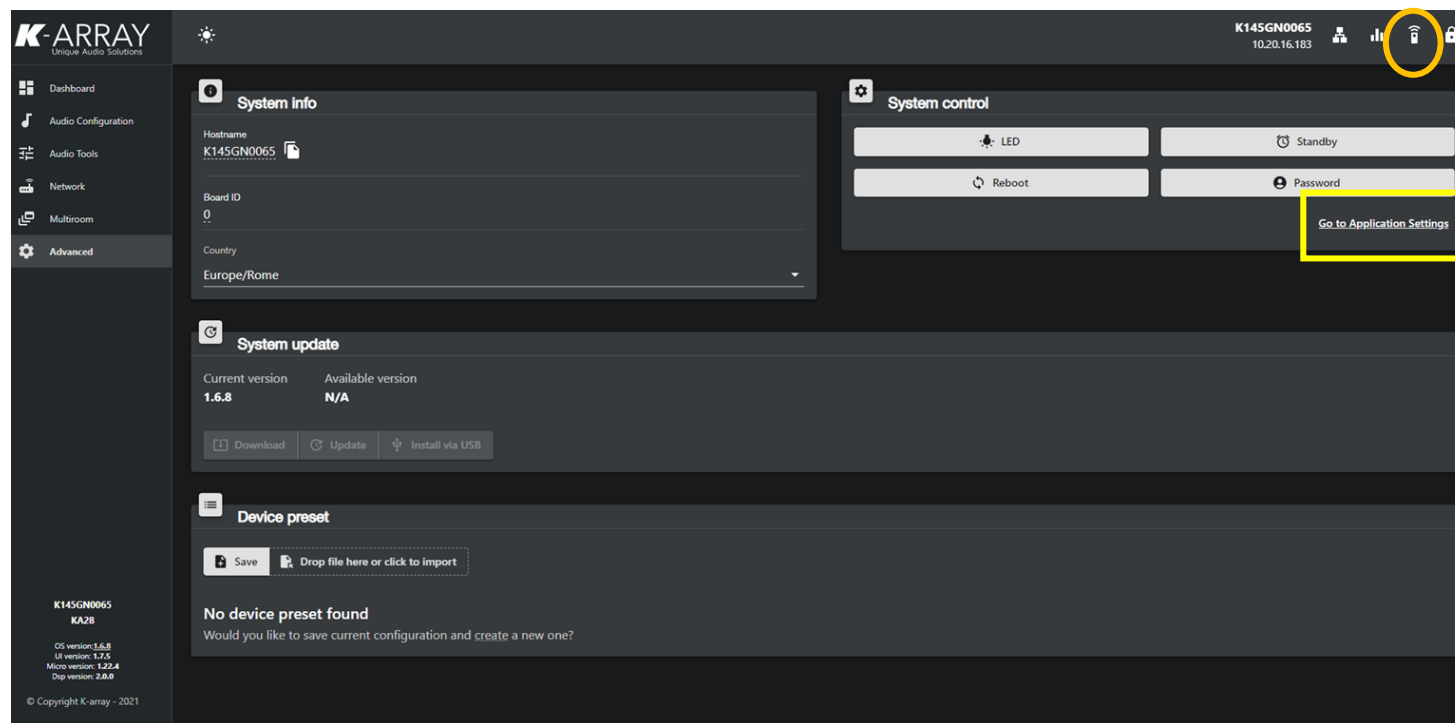 K-ARRAY
Unique Audio Solutions
K145GN0065
10.20.16.183
Dashboard
Audio Configuration
Audio Tools
Network
Multiroom
Advanced
System info
Hostname
K145GN0065
Board ID
0
Country
Europe/Rome
System control
LED
Standby
Reboot
Password
Go to Application Settings
System update
Current version
Available version
1.6.8
N/A
Download
Update
Install via USB
Device preset
Save
Drop file here or click to import
No device preset found
Would you like to save current configuration and create a new one?
K145GN0065
KA28
OS version:1.6.8
UI version: 1.7.5
Micro version: 1.22.4
Dsp version: 2.0.0
© Copyright K-array - 2021